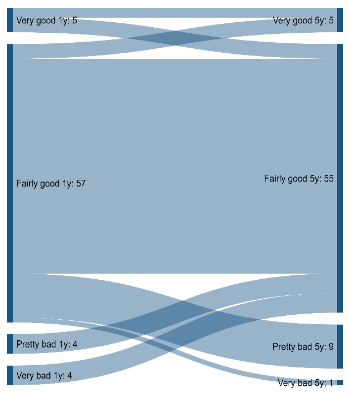 Very good 1y: 5
Very good 5y: 5
Fairly good 1y: 57
Fairly good 5y: 55
Pretty bad 1y: 4
Pretty bad 5y: 9
Very bad 1y: 4
Very bad 5y: 1